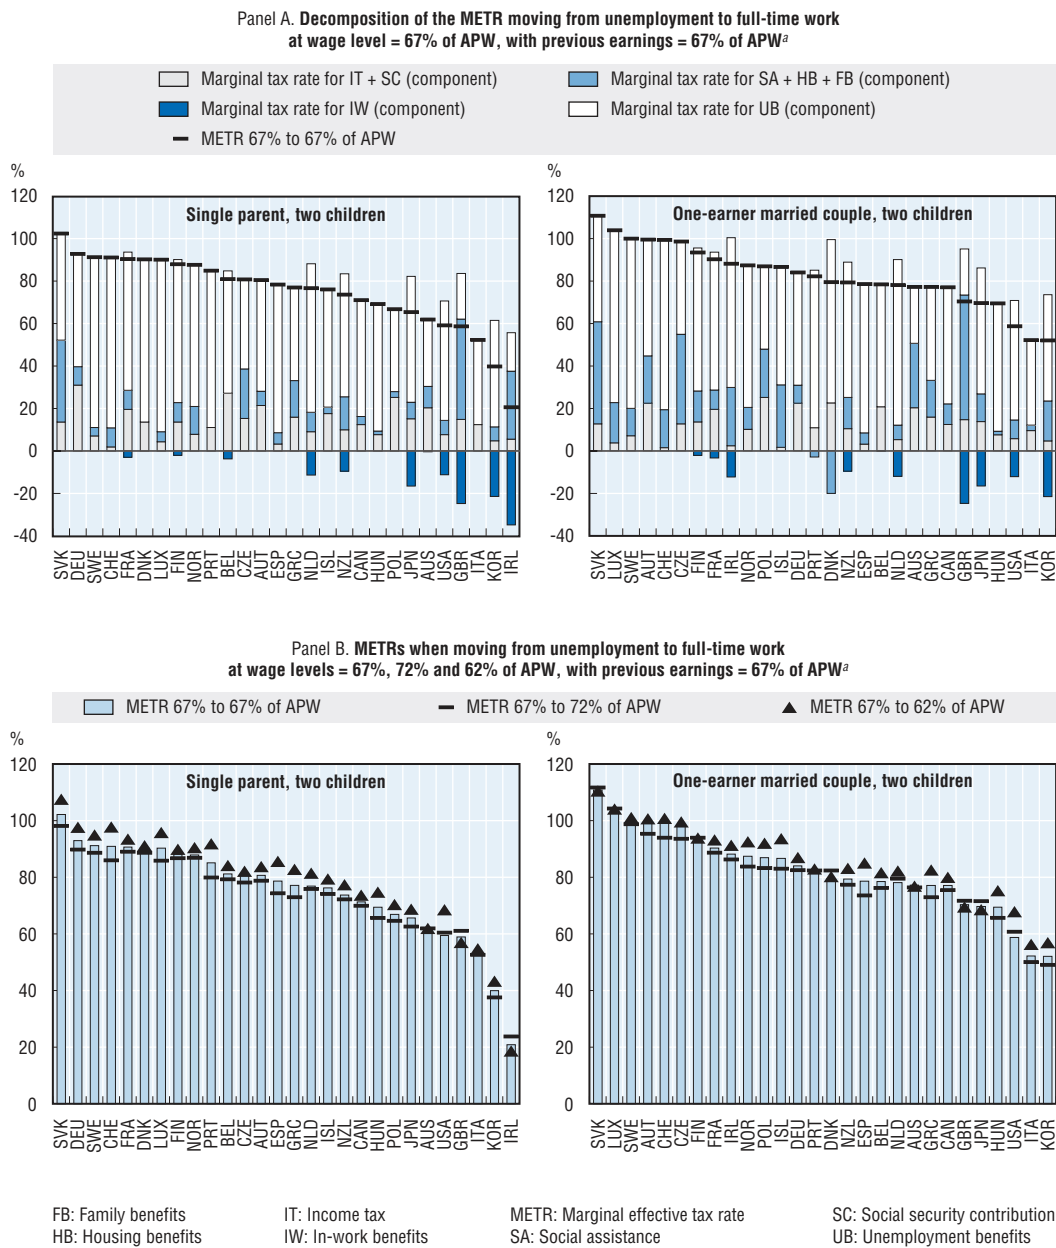 Panel A. Decomposition of the METR moving from unemployment to full-time work
at wage level = 67% of APW, with previous earnings = 67% of APWª
Marginal tax rate for IT + SC (component)
Marginal tax rate for SA + HB + FB (component)
Marginal tax rate for IW (component)
Marginal tax rate for UB (component)
METR 67% to 67% of APW
%
120
100
80
60
40
20
0
-20
-40
Single parent, two children
SVK DEU SWE CHE FRA DNK LUX FIN NOR PRT BEL CZE AUT ESP GRC NLD ISL NZL CAN HUN POL JPN AUS USA GBR ITA KOR IRL
%
120
100
80
60
40
20
0
-20
-40
One-earner married couple, two children
SVK LUX SWE AUT CHE CZE FIN FRA IRL NOR POL ISL DEU PRT DNK NZL ESP BEL NLD AUS GRC CAN GBR JPN HUN USA ITA KOR
Panel B. METRs when moving from unemployment to full-time work
at wage levels = 67%, 72% and 62% of APW, with previous earnings = 67% of APWª
METR 67% to 67% of APW
METR 67% to 72% of APW
METR 67% to 62% of APW
%
120
100
80
60
40
20
0
Single parent, two children
SVK DEU SWE CHE FRA DNK LUX FIN NOR PRT BEL CZE AUT ESP GRC NLD ISL NZL CAN HUN POL JPN AUS USA GBR ITA KOR IRL
%
120
100
80
60
40
20
0
One-earner married couple, two children
SVK LUX SWE AUT CHE CZE FIN FRA IRL NOR POL ISL DEU PRT DNK NZL ESP BEL NLD AUS GRC CAN GBR JPN HUN USA ITA KOR
FB: Family benefits
IT: Income tax
METR: Marginal effective tax rate
SC: Social security contribution
HB: Housing benefits
IW: In-work benefits
SA: Social assistance
UB: Unemployment benefits